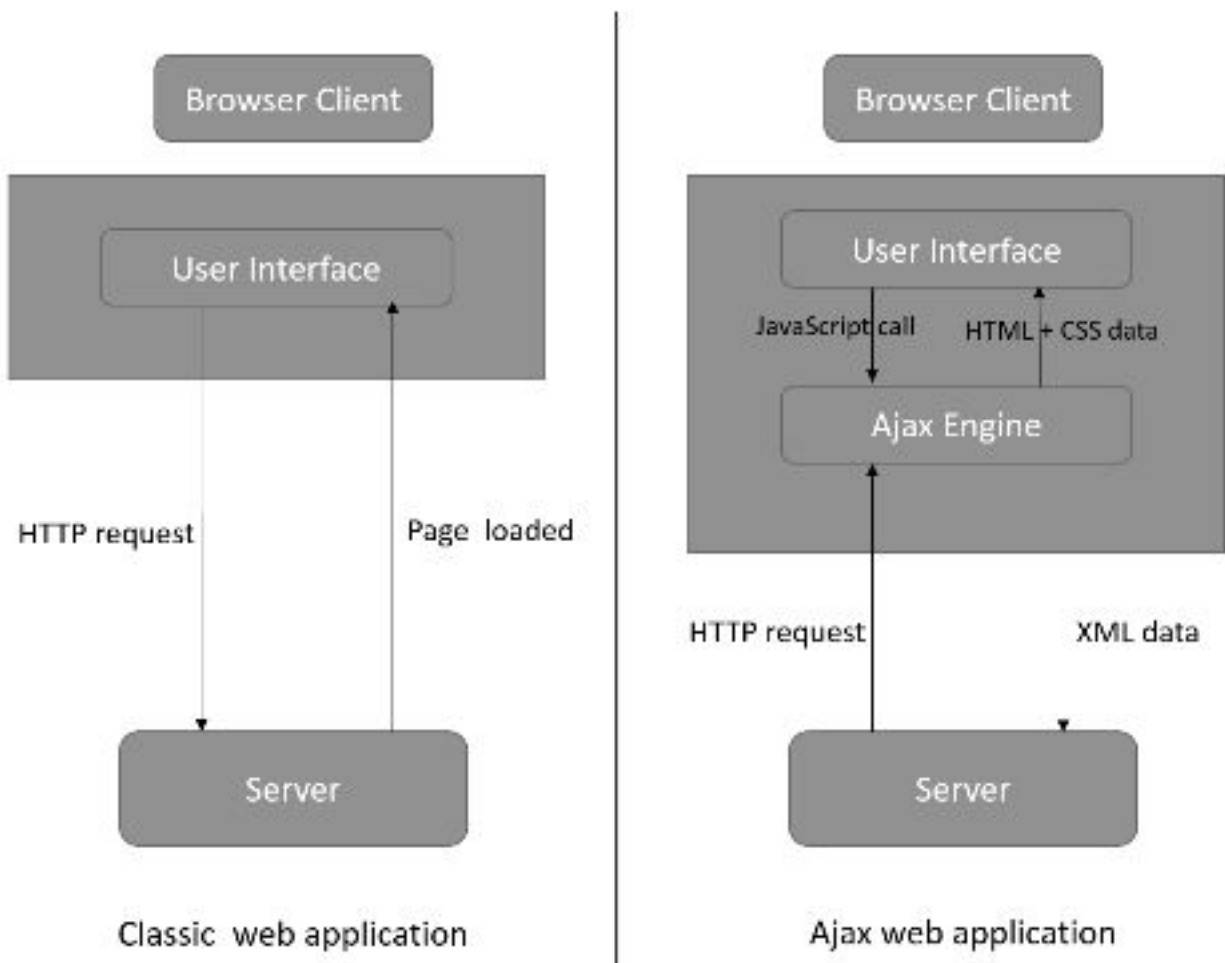 Browser Client
User Interface
HTTP request
Page loaded
Server
Classic web application
Browser Client
User Interface
JavaScript call
HTML + CSS data
Ajax Engine
HTTP request
XML data
Server
Ajax web application